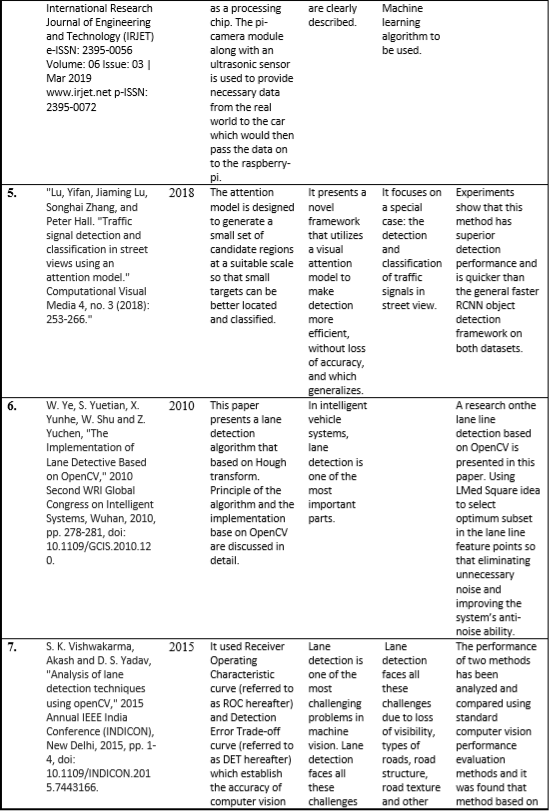 International Research
Journal of Engineering
and Technology (IRJET)
e-ISSN: 2395-0056
Volume: 06 Issue: 03 |
Mar 2019
www.irjet.net p-ISSN:
2395-0072
as a processing
chip. The pi-
camera module
along with an
ultrasonic sensor
is used to provide
necessary data
from the real
world to the car
which would then
pass the data on
to the raspberry-
pi.
are clearly
described.
Machine
learning
algorithm to
be used.
5.
"Lu, Yifan, Jiaming Lu,
Songhai Zhang, and
Peter Hall. "Traffic
signal detection and
classification in street
views using an
attention model."
Computational Visual
Media 4, no. 3 (2018):
253-266."
2018
The attention
model is designed
to generate a
small set of
candidate regions
at a suitable scale
so that small
targets can be
better located
and classified.
It presents a
novel
framework
that utilizes
a visual
attention
model to
make
detection
more
efficient,
without loss
of accuracy,
and which
generalizes.
It focuses on
a special
case: the
detection
and
classification
of traffic
signals in
street view.
Experiments
show that this
method has
superior
detection
performance and
is quicker than
the general faster
RCNN object
detection
framework on
both datasets.
6.
W. Ye, S. Yuetian, X.
Yunhe, W. Shu and Z.
Yuchen, "The
Implementation of
Lane Detective Based
on OpenCV," 2010
Second WRI Global
Congress on Intelligent
Systems, Wuhan, 2010,
pp. 278-281, doi:
10.1109/GCIS.2010.12
0.
2010
This paper
presents a lane
detection
algorithm that
based on Hough
transform.
Principle of the
algorithm and the
implementation
base on OpenCV
are discussed in
detail.
In intelligent
vehicle
systems,
lane
detection is
one of the
most
important
parts.
A research onthe
lane line
detection based
on OpenCV is
presented in this
paper. Using
LMed Square idea
to select
optimum subset
in the lane line
feature points so
that eliminating
unnecessary
noise and
improving the
system's anti-
noise ability.
7.
S. K. Vishwakarma,
Akash and D. S. Yadav,
"Analysis of lane
detection techniques
using openCV," 2015
Annual IEEE India
Conference (INDICON),
New Delhi, 2015, pp. 1-
4, doi:
10.1109/INDICON.201
5.7443166.
2015
It used Receiver
Operating
Characteristic
curve (referred to
as ROC hereafter)
and Detection
Error Trade-off
curve (referred to
as DET hereafter)
which establish
the accuracy of
computer vision
Lane
detection is
one of the
most
challenging
problems in
machine
vision. Lane
detection
faces all
these
challenges
Lane
detection
faces all
these
challenges
due to loss
of visibility,
types of
roads, road
structure,
road texture
and other
The performance
of two methods
has been
analyzed and
compared using
standard
computer vision
performance
evaluation
methods and it
was found that
method based on